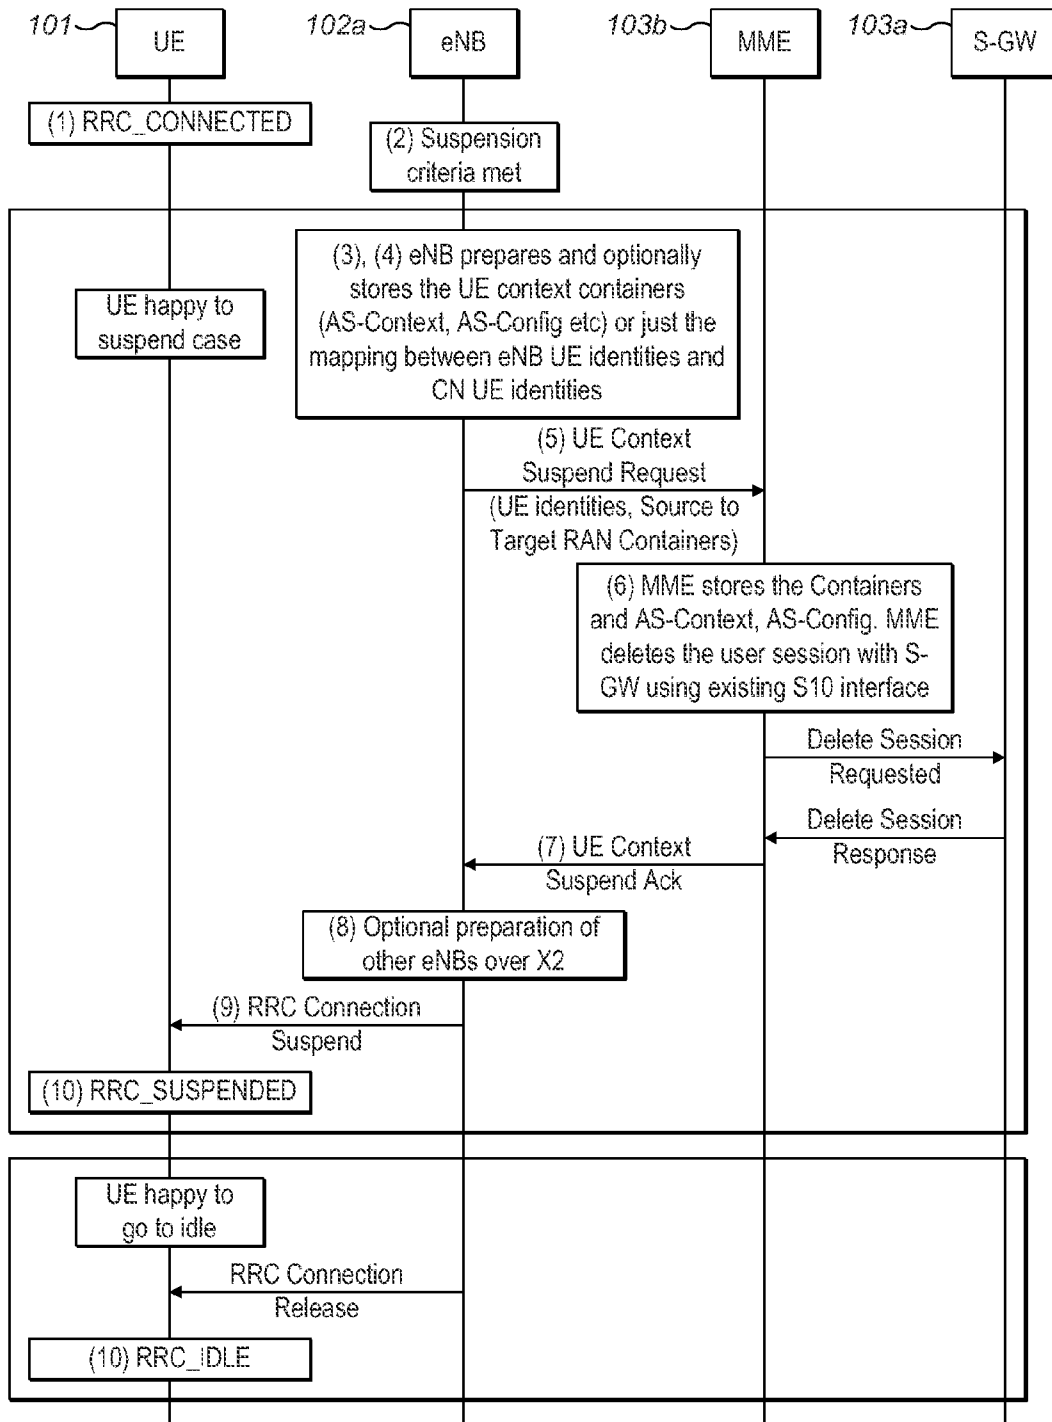 101
UE
102a
eNB
103b
MME
103a
S-GW
(1) RRC_CONNECTED
(2) Suspension
criteria met
(3), (4) eNB prepares and optionally
stores the UE context containers
(AS-Context, AS-Config etc) or just the
mapping between eNB UE identities and
CN UE identities
UE happy to
suspend case
(5) UE Context
Suspend Request
(UE identities, Source to
Target RAN Containers)
(6) MME stores the Containers
and AS-Context, AS-Config. MME
deletes the user session with S-
GW using existing S10 interface
Delete Session
Requested
Delete Session
Response
(7) UE Context
Suspend Ack
(8) Optional preparation of
other eNBs over X2
(9) RRC Connection
Suspend
(10) RRC_SUSPENDED
UE happy to
go to idle
RRC Connection
Release
(10) RRC_IDLE